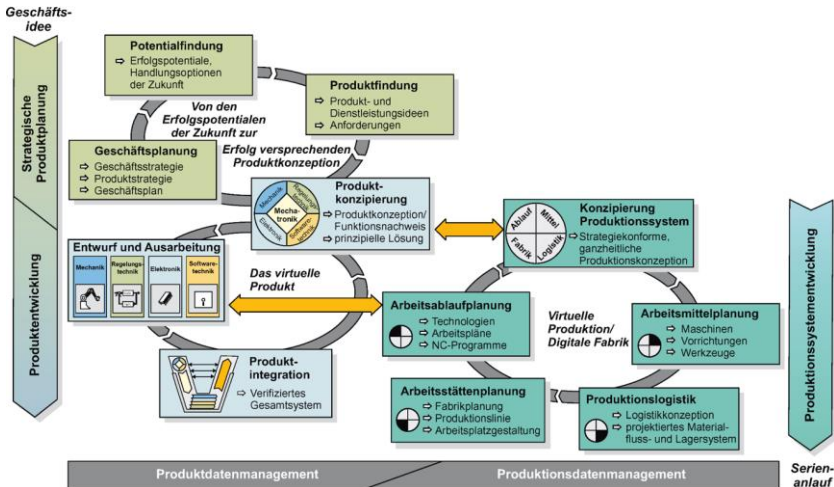 Geschäfts-
idee
Strategische
Produktplanung
Produktentwicklung
Potentialfindung
⇨ Erfolgspotentiale,
Handlungsoptionen
der Zukunft
Produktfindung
⇨ Produkt- und
Dienstleistungsideen
⇨ Anforderungen
Von den
Erfolgspotentialen
der Zukunft zur
Erfolg versprechenden
Produktkonzeption
Geschäftsplanung
⇨ Geschäftsstrategie
⇨ Produktstrategie
⇨ Geschäftsplan
Mechanik
Regelungs-
technik
Mecha-
tronik
Elektronik
Software-
technik
Produkt-
konzipierung
⇨ Produktkonzeption/
Funktionsnachweis
⇨ prinzipielle Lösung
Ablauf
Mittel
Fabrik
Logistik
Konzipierung
Produktionssystem
⇨ Strategiekonforme,
ganzheitliche
Produktionskonzeption
Entwurf und Ausarbeitung
Mechanik
Regelungs-
technik
Elektronik
Software-
technik
Das virtuelle
Produkt
Arbeitsablaufplanung
⇨ Technologien
⇨ Arbeitspläne
⇨ NC-Programme
Virtuelle
Produktion/
Digitale Fabrik
Arbeitsmittelplanung
⇨ Maschinen
⇨ Vorrichtungen
⇨ Werkzeuge
Produkt-
integration
⇨ Verifiziertes
Gesamtsystem
Arbeitsstättenplanung
⇨ Fabrikplanung
⇨ Produktionslinie
⇨ Arbeitsplatzgestaltung
Produktionslogistik
⇨ Logistikkonzeption
⇨ projektiertes Material-
fluss- und Lagersystem
Produktionssystementwicklung
Produktdatenmanagement
Produktionsdatenmanagement
Serien-
anlauf